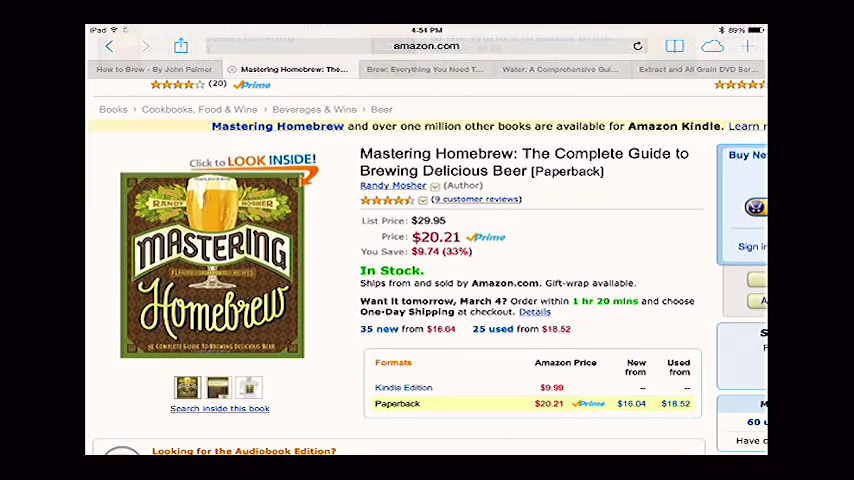 iPad
4:54 PM
89%
amazon.com
How to Brew - By John Palmer
Mastering Homebrew: The...
Brew: Everything You Need T...
Water: A Comprehensive Gui...
Extract and All Grain DVD Se...
(20) Prime
Books › Cookbooks, Food & Wine › Beverages & Wine › Beer
Mastering Homebrew and over one million other books are available for Amazon Kindle. Learn
Click to LOOK INSIDE!
RANDY MOSHER
MASTERING
Homebrew
COMPLETE GUIDE TO BREWING DELICIOUS BEER
Search inside this book
Mastering Homebrew: The Complete Guide to
Brewing Delicious Beer [Paperback]
Randy Mosher (Author)
(9 customer reviews)
List Price: $29.95
Price: $20.21 Prime
You Save: $9.74 (33%)
In Stock.
Ships from and sold by Amazon.com. Gift-wrap available.
Want it tomorrow, March 4? Order within 1 hr 20 mins and choose
One-Day Shipping at checkout. Details
35 new from $16.04 25 used from $18.52
Formats Amazon Price New from Used from
Kindle Edition $9.99 -- --
Paperback $20.21 Prime $16.04 $18.52
Looking for the Audiobook Edition?
Buy Ne
Sign in
60 u
Have o